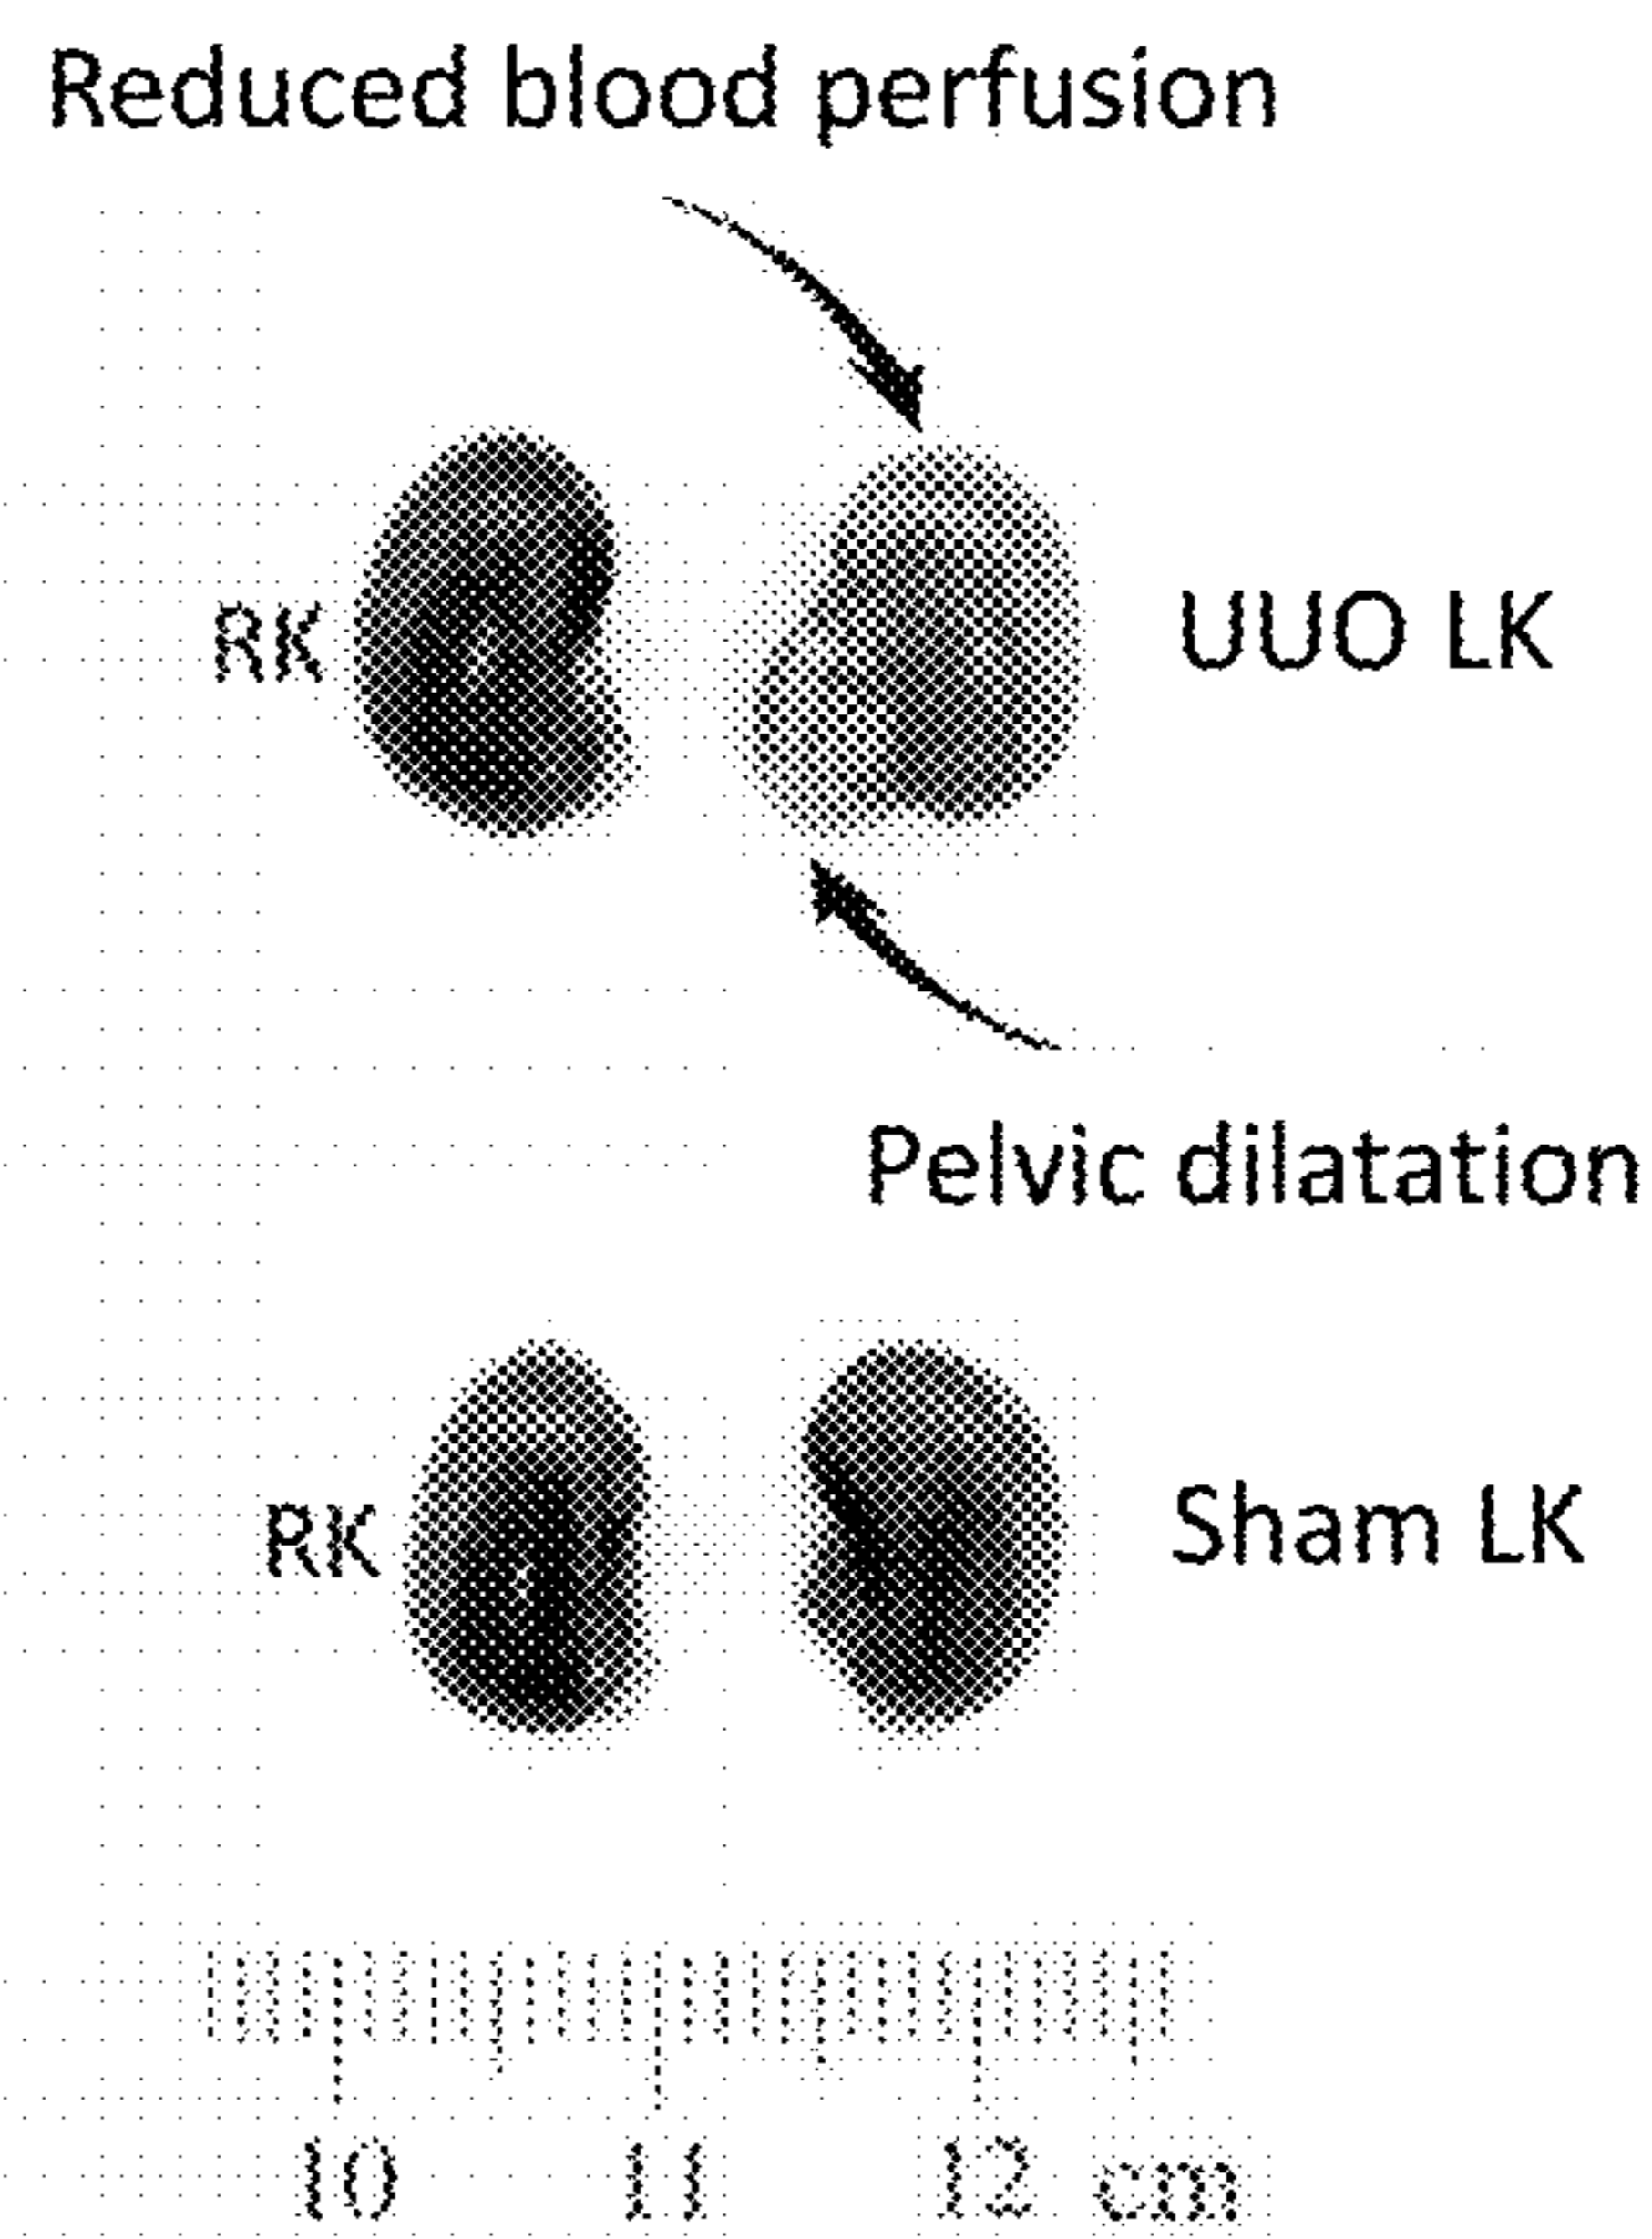 Reduced blood perfusion
RK
UUO LK
Pelvic dilatation
RK
Sham LK
10 11 12 cm